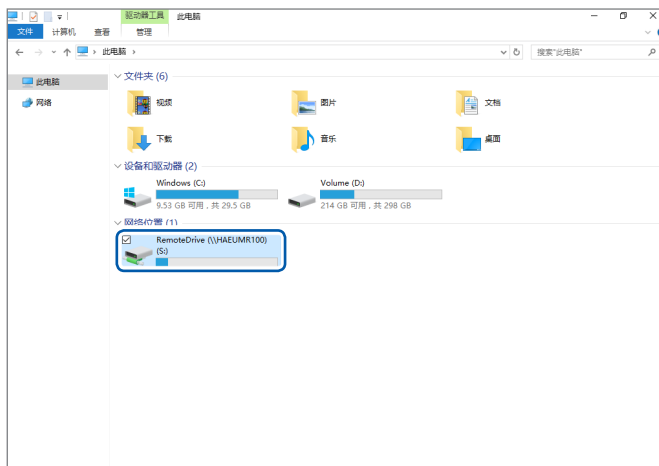 驱动器工具 此电脑
文件 计算机 查看 管理
此电脑
搜索"此电脑"
此电脑
网络
文件夹 (6)
视频 图片 文档
下载 音乐 桌面
设备和驱动器 (2)
Windows (C:) Volume (D:)
9.53 GB 可用，共 29.5 GB 214 GB 可用，共 298 GB
网络位置 (1)
RemoteDrive (\\HAEUMR100)
(S:)